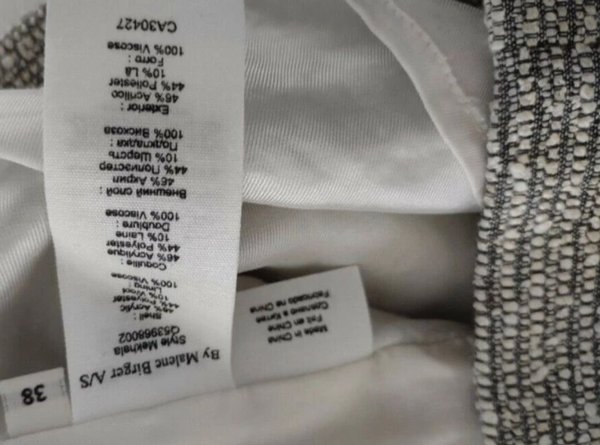 By Malene Birger A/S
Style Mekhala
Q53968002
Shell :
46% Acrylic
44% Polyester
10% Wool
Lining :
100% Viscose
Coquille :
46% Acrylique
44% Polyester
10% Laine
Doublure :
100% Viscose
Внешний слой :
46% Акрил
44% Полиэстер
10% Шерсть
Подкладка :
100% Вискоза
Exterior :
46% Acrílico
44% Poliester
10% Lã
Forro :
100% Viscose
CA30427
Made in China
Fait en Chine
Сделано в Китае
Fabricado na China
38